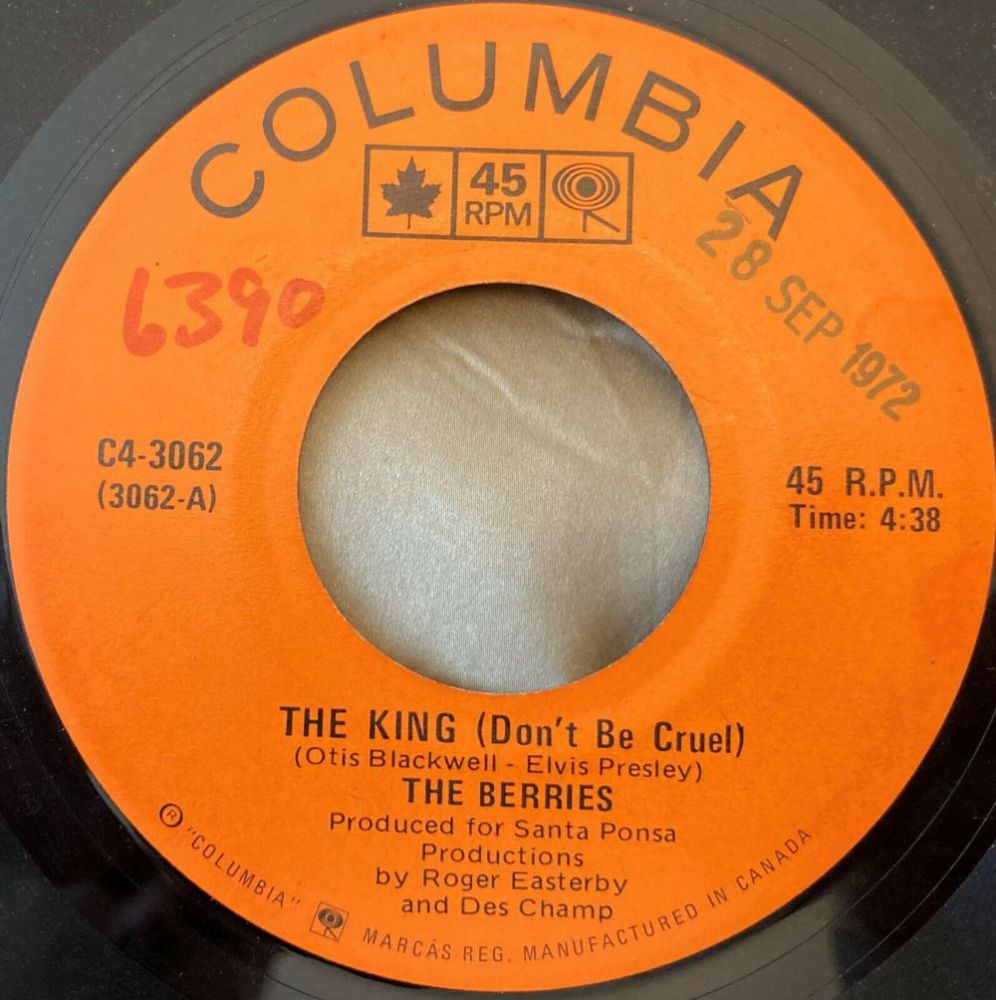 COLUMBIA
45
RPM
28 SEP 1972
6390
C4-3062
(3062-A)
45 R.P.M.
Time: 4:38
THE KING (Don't Be Cruel)
(Otis Blackwell - Elvis Presley)
THE BERRIES
Produced for Santa Ponsa
Productions
by Roger Easterby
and Des Champ
® "COLUMBIA" MARCAS REG. MANUFACTURED IN CANADA